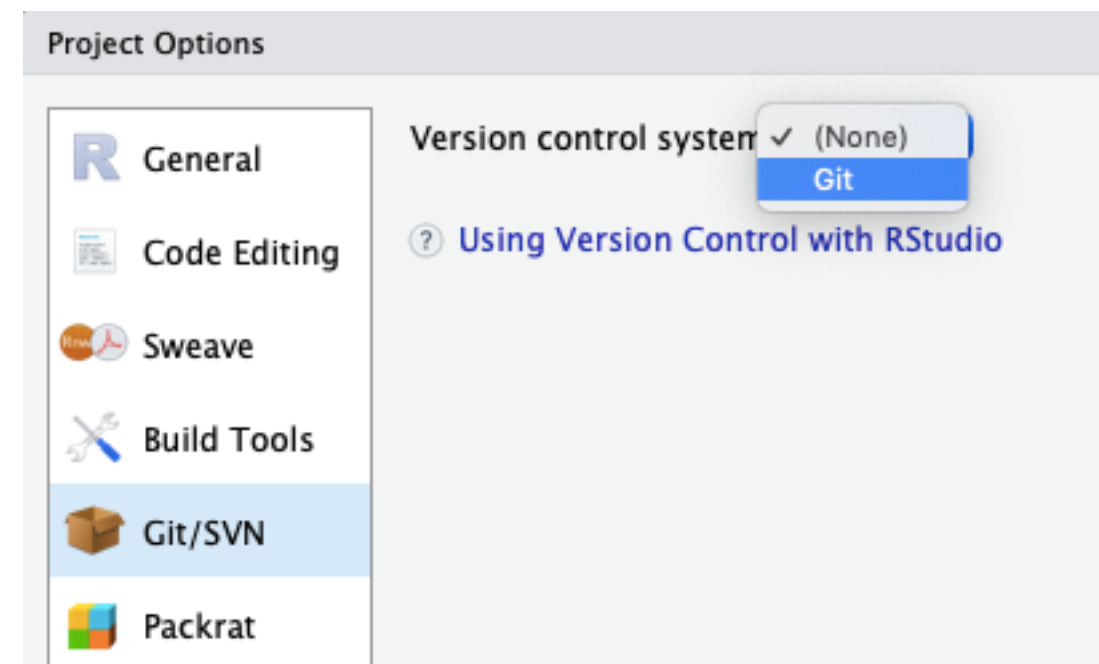 Project Options
General
Version control system
✓ (None)
Git
Code Editing
? Using Version Control with RStudio
Sweave
Build Tools
Git/SVN
Packrat